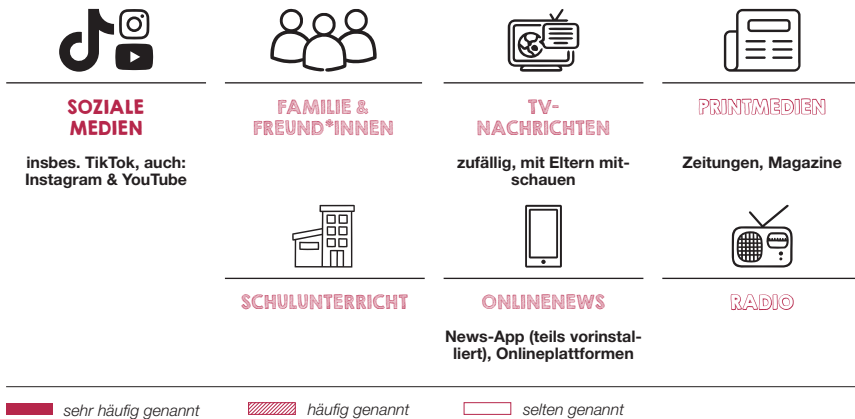 SOZIALE
MEDIEN
insbes. TikTok, auch:
Instagram & YouTube
FAMILIE &
FREUND*INNEN
TV-
NACHRICHTEN
zufällig, mit Eltern mit-
schauen
PRINTMEDIEN
Zeitungen, Magazine
SCHULUNTERRICHT
ONLINENEWS
News-App (teils vorinstal-
liert), Onlineplattformen
RADIO
sehr häufig genannt
häufig genannt
selten genannt